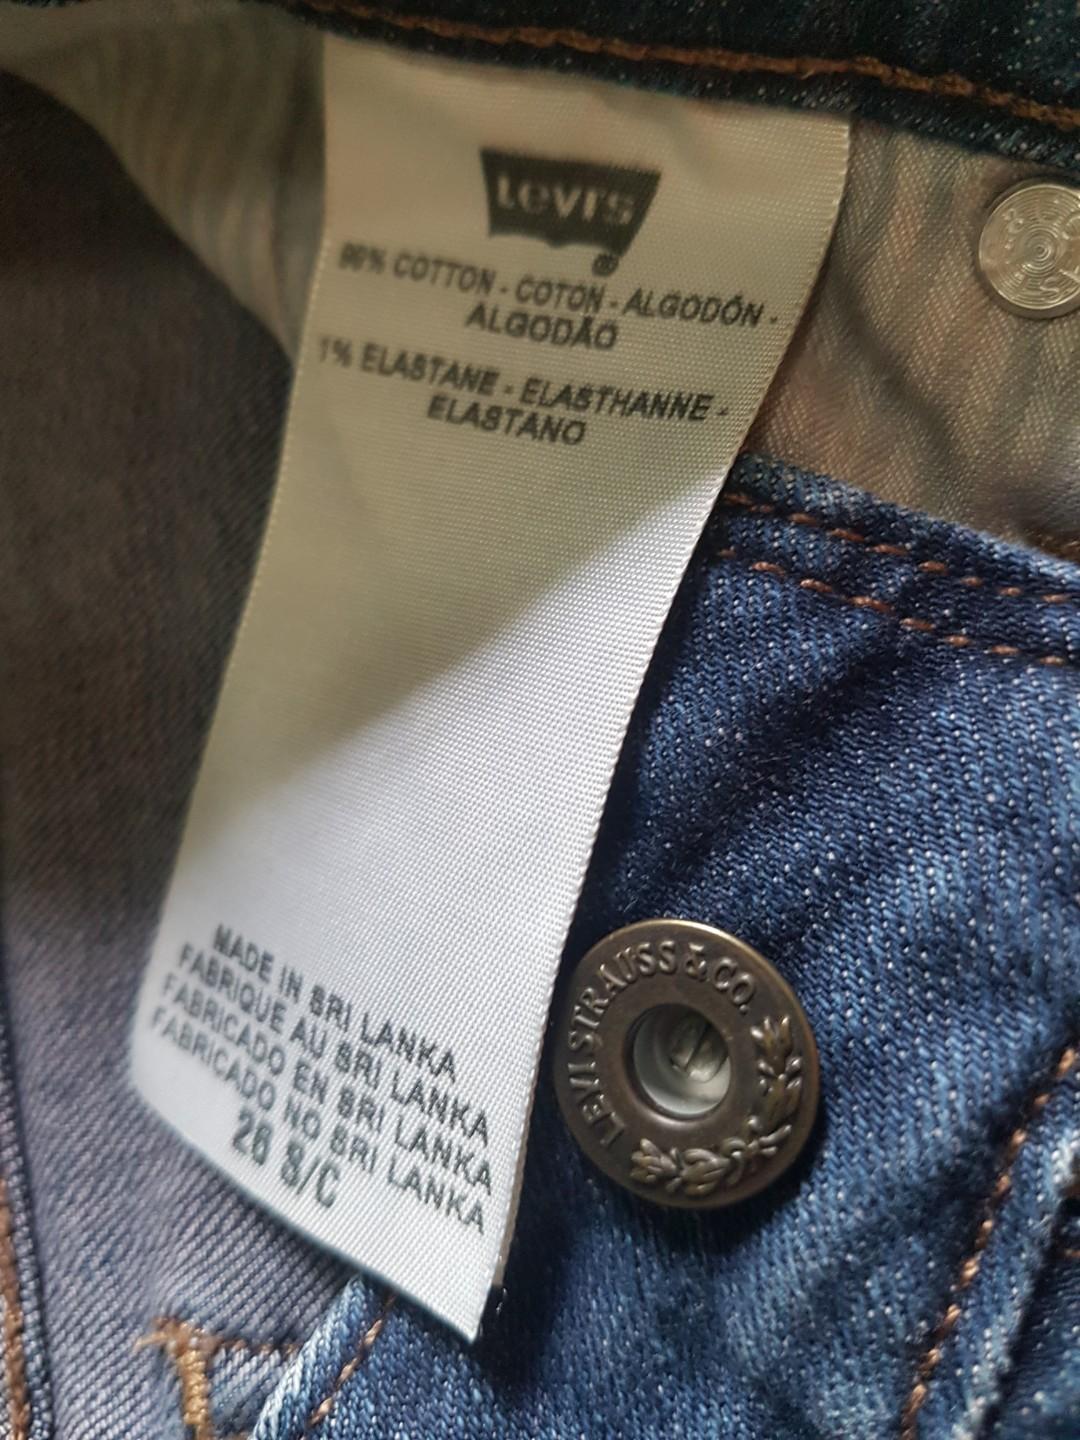 LEVI'S
®
99% COTTON - COTON - ALGODÓN -
ALGODÃO
1% ELASTANE - ELASTHANNE -
ELASTANO
MADE IN SRI LANKA
FABRIQUE AU SRI LANKA
FABRICADO EN SRI LANKA
FABRICADO NO SRI LANKA
28 S/C
LEVI STRAUSS & CO.